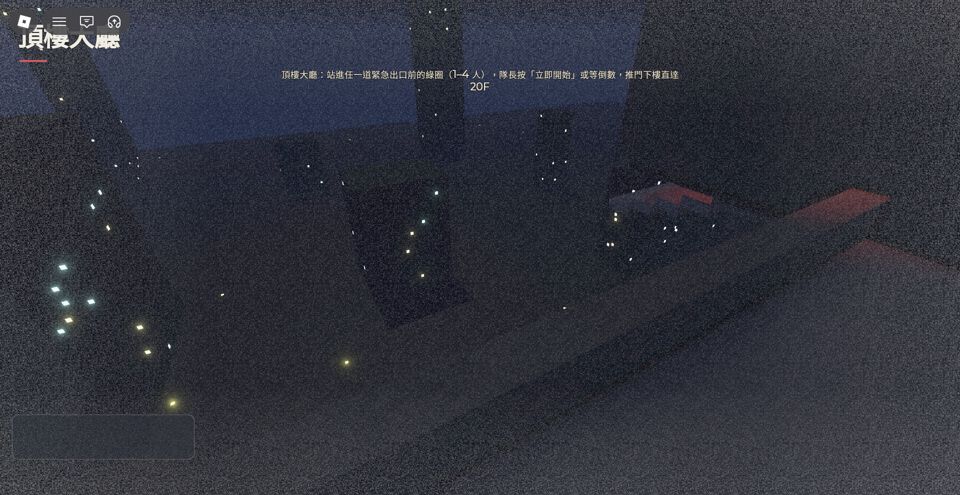 頂樓大廳
頂樓大廳：站進任一道緊急出口前的綠圈（1–4 人），隊長按「立即開始」或等倒數，推門下樓直達
20F